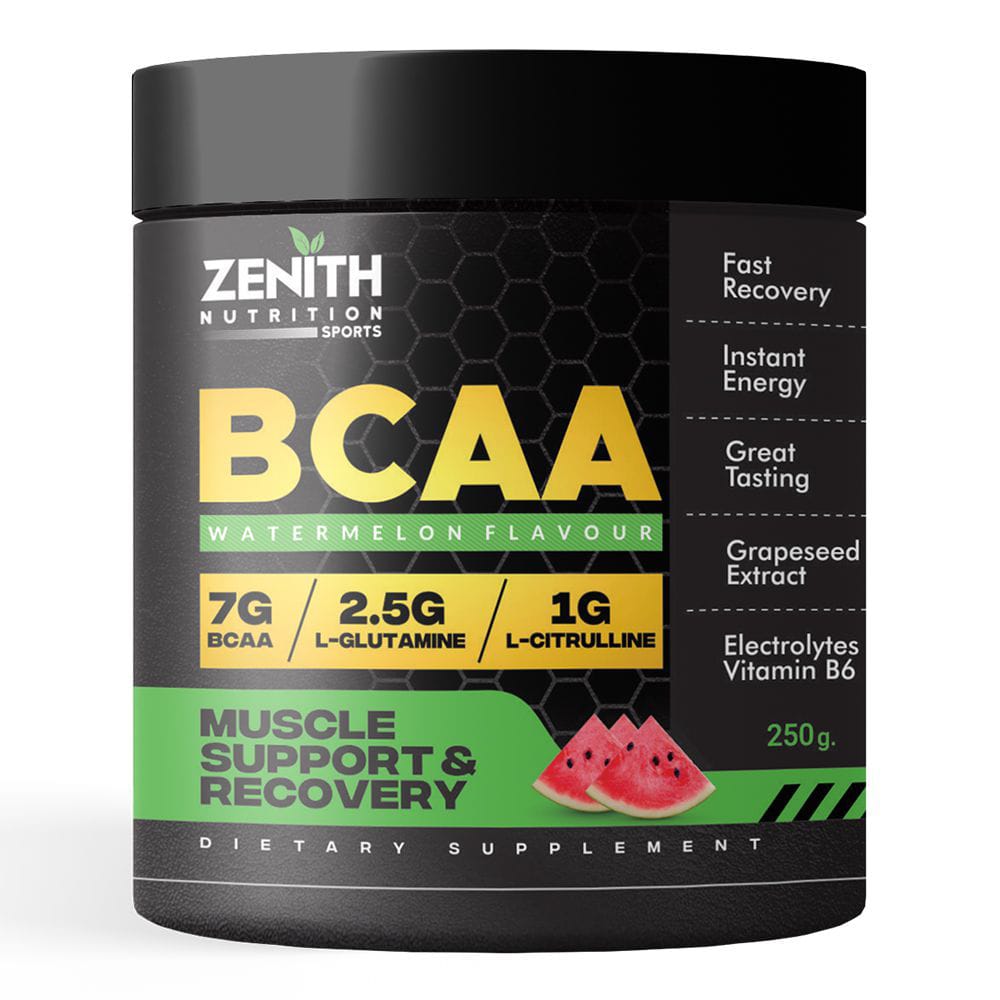 ZENITH
NUTRITION
SPORTS
BCAA
WATERMELON FLAVOUR
7G / 2.5G / 1G
BCAA L-GLUTAMINE L-CITRULLINE
MUSCLE
SUPPORT &
RECOVERY
DIETARY SUPPLEMENT
Fast
Recovery
Instant
Energy
Great
Tasting
Grapeseed
Extract
Electrolytes
Vitamin B6
250g.